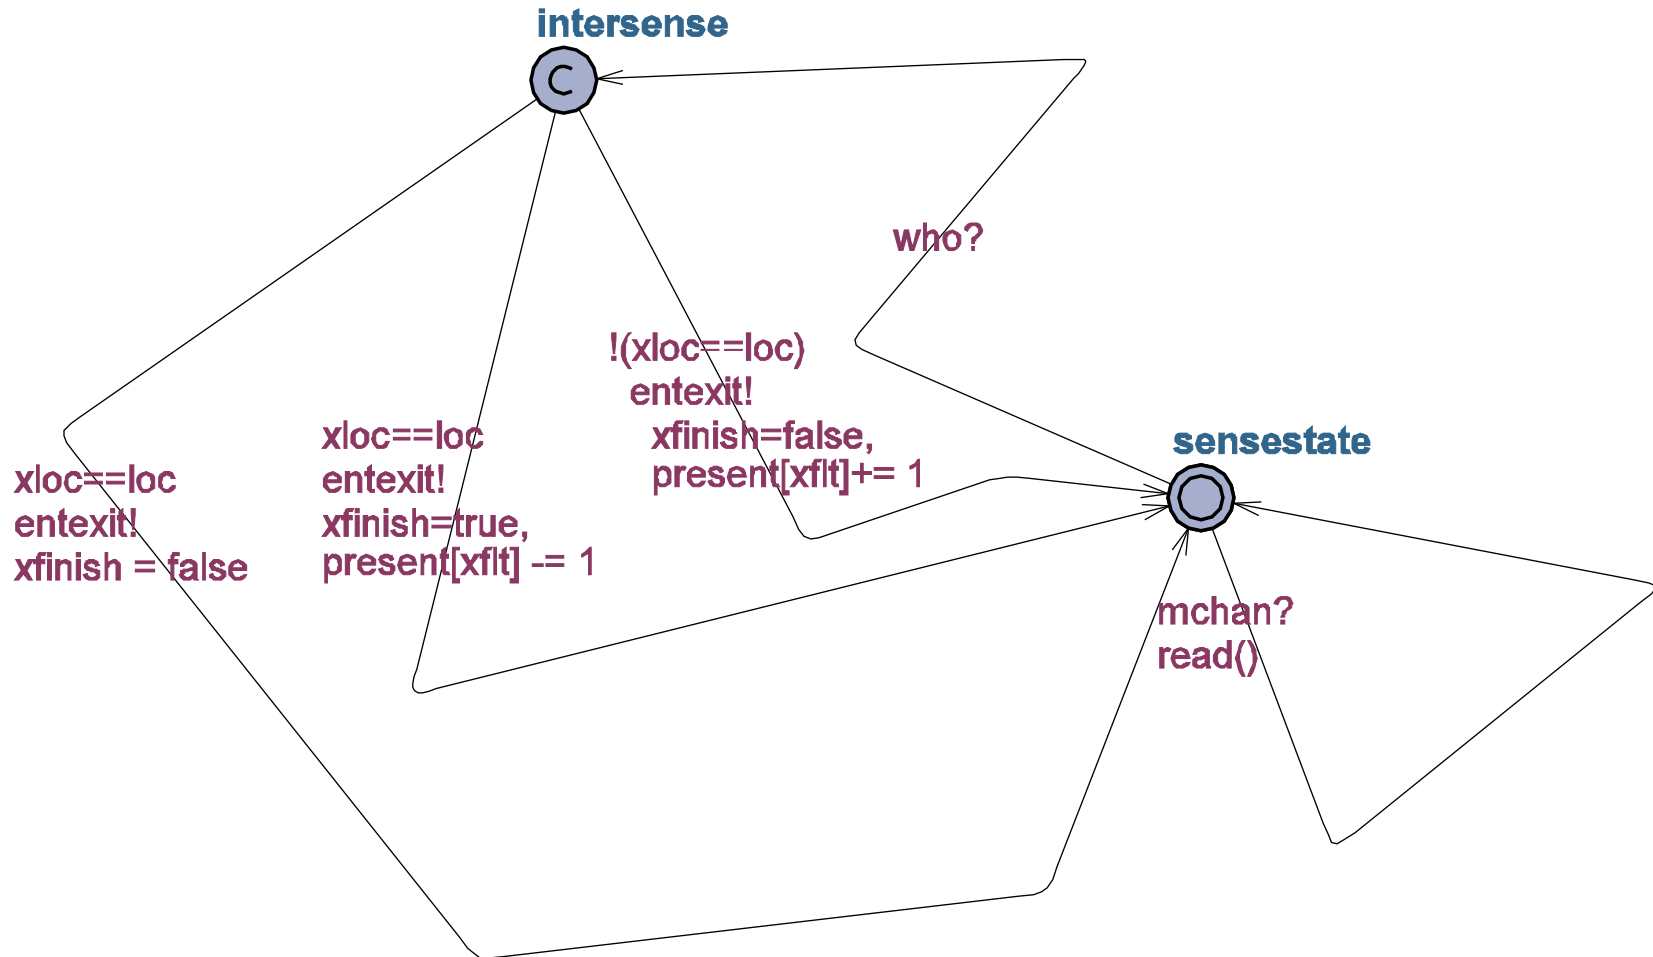 intersense
C
who?
!(xloc==loc)
entexit!
xfinish=false,
present[xflt]+= 1
xloc==loc
entexit!
xfinish=true,
present[xflt] -= 1
xloc==loc
entexit!
xfinish = false
sensestate
mchan?
read()